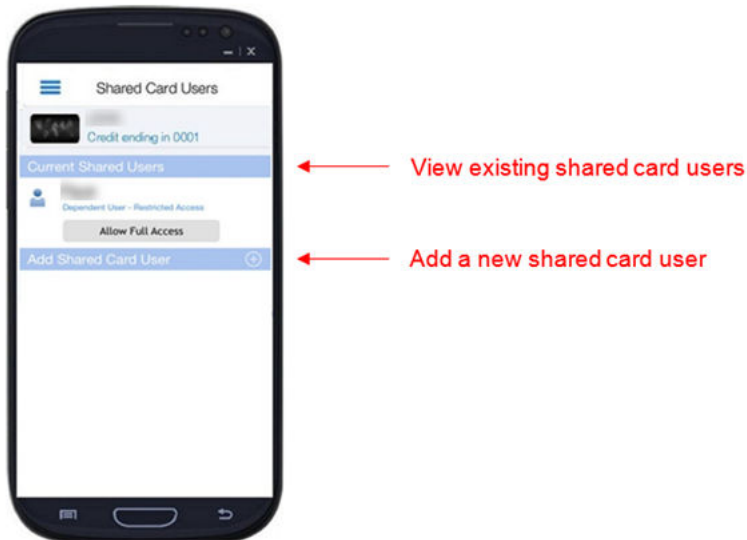 Shared Card Users
Credit ending in 0001
Current Shared Users
View existing shared card users
Dependent User - Restricted Access
Allow Full Access
Add Shared Card User
Add a new shared card user